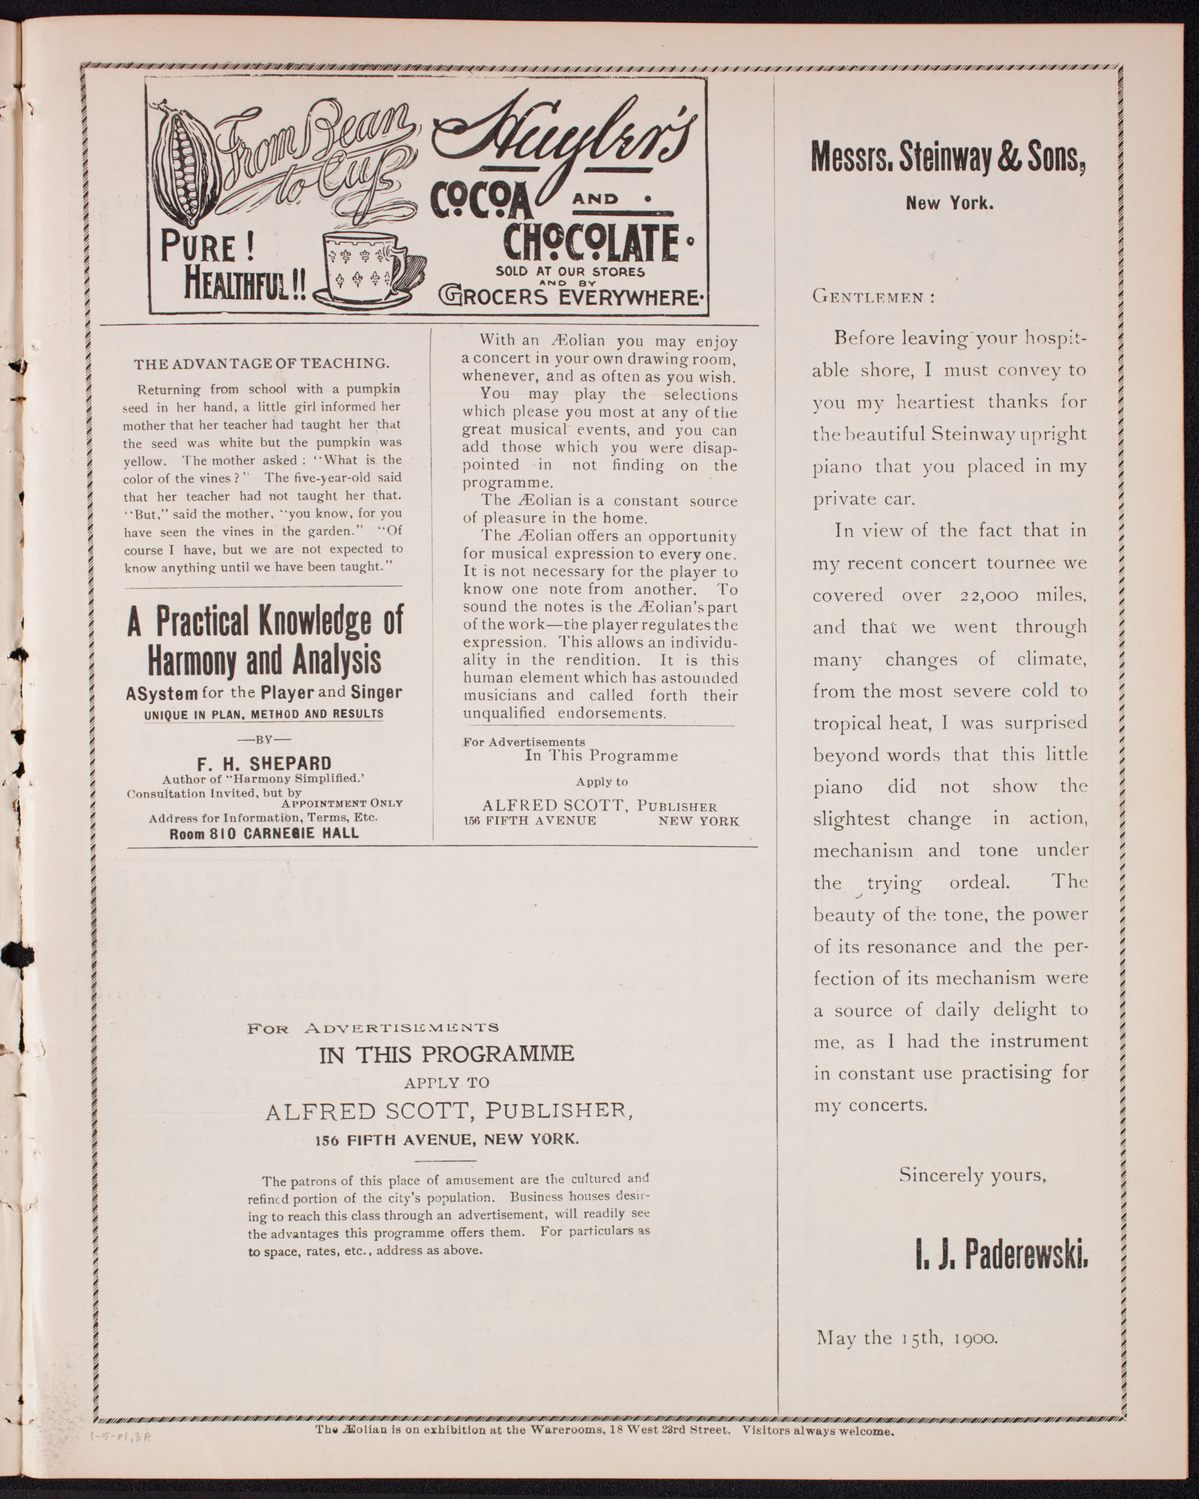 From Bean
to Cup
PURE!
HEALTHFUL!!
Huyler's
COCOA AND
CHOCOLATE.
SOLD AT OUR STORES
AND BY
GROCERS EVERYWHERE.
THE ADVANTAGE OF TEACHING.
Returning from school with a pumpkin
seed in her hand, a little girl informed her
mother that her teacher had taught her that
the seed was white but the pumpkin was
yellow. The mother asked: "What is the
color of the vines?" The five-year-old said
that her teacher had not taught her that.
"But," said the mother, "you know, for you
have seen the vines in the garden." "Of
course I have, but we are not expected to
know anything until we have been taught."
A Practical Knowledge of
Harmony and Analysis
A System for the Player and Singer
UNIQUE IN PLAN, METHOD AND RESULTS
—BY—
F. H. SHEPARD
Author of "Harmony Simplified.'
Consultation Invited, but by
APPOINTMENT ONLY
Address for Information, Terms, Etc.
Room 810 CARNEGIE HALL
With an Æolian you may enjoy
a concert in your own drawing room,
whenever, and as often as you wish.
You may play the selections
which please you most at any of the
great musical events, and you can
add those which you were disap-
pointed in not finding on the
programme.
The Æolian is a constant source
of pleasure in the home.
The Æolian offers an opportunity
for musical expression to every one.
It is not necessary for the player to
know one note from another. To
sound the notes is the Æolian's part
of the work—the player regulates the
expression. This allows an individu-
ality in the rendition. It is this
human element which has astounded
musicians and called forth their
unqualified endorsements.
For Advertisements
In This Programme
Apply to
ALFRED SCOTT, PUBLISHER
156 FIFTH AVENUE NEW YORK
FOR ADVERTISEMENTS
IN THIS PROGRAMME
APPLY TO
ALFRED SCOTT, PUBLISHER,
156 FIFTH AVENUE, NEW YORK.
The patrons of this place of amusement are the cultured and
refined portion of the city's population. Business houses desir-
ing to reach this class through an advertisement, will readily see
the advantages this programme offers them. For particulars as
to space, rates, etc., address as above.
Messrs. Steinway & Sons,
New York.
GENTLEMEN:
Before leaving your hospit-
able shore, I must convey to
you my heartiest thanks for
the beautiful Steinway upright
piano that you placed in my
private car.
In view of the fact that in
my recent concert tournee we
covered over 22,000 miles,
and that we went through
many changes of climate,
from the most severe cold to
tropical heat, I was surprised
beyond words that this little
piano did not show the
slightest change in action,
mechanism and tone under
the trying ordeal. The
beauty of the tone, the power
of its resonance and the per-
fection of its mechanism were
a source of daily delight to
me, as I had the instrument
in constant use practising for
my concerts.
Sincerely yours,
I. J. Paderewski.
May the 15th, 1900.
The Æolian is on exhibition at the Warerooms, 18 West 23rd Street. Visitors always welcome.
1-5-01,3A